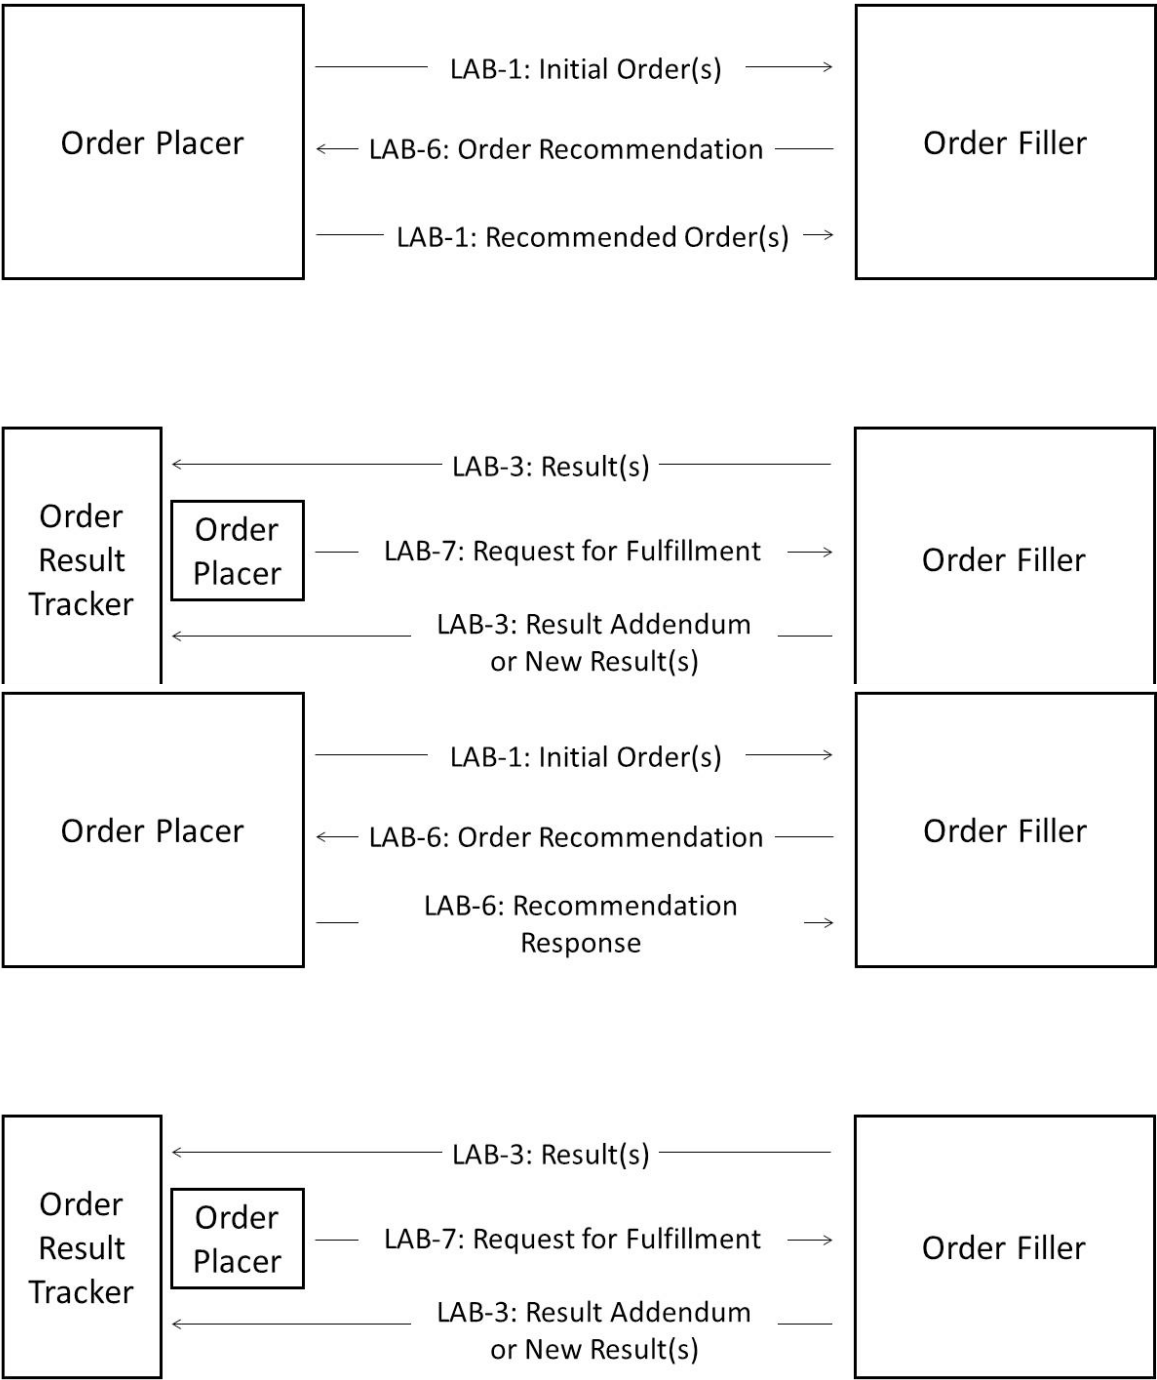 LAB-1: Initial Order(s)
Order Placer
Order Filler
LAB-6: Order Recommendation
LAB-1: Recommended Order(s)
LAB-3: Result(s)
Order
Result
Tracker
Order
Placer
LAB-7: Request for Fulfillment
Order Filler
LAB-3: Result Addendum
or New Result(s)
LAB-1: Initial Order(s)
Order Placer
Order Filler
LAB-6: Order Recommendation
LAB-6: Recommendation
Response
LAB-3: Result(s)
Order
Result
Tracker
Order
Placer
LAB-7: Request for Fulfillment
Order Filler
LAB-3: Result Addendum
or New Result(s)